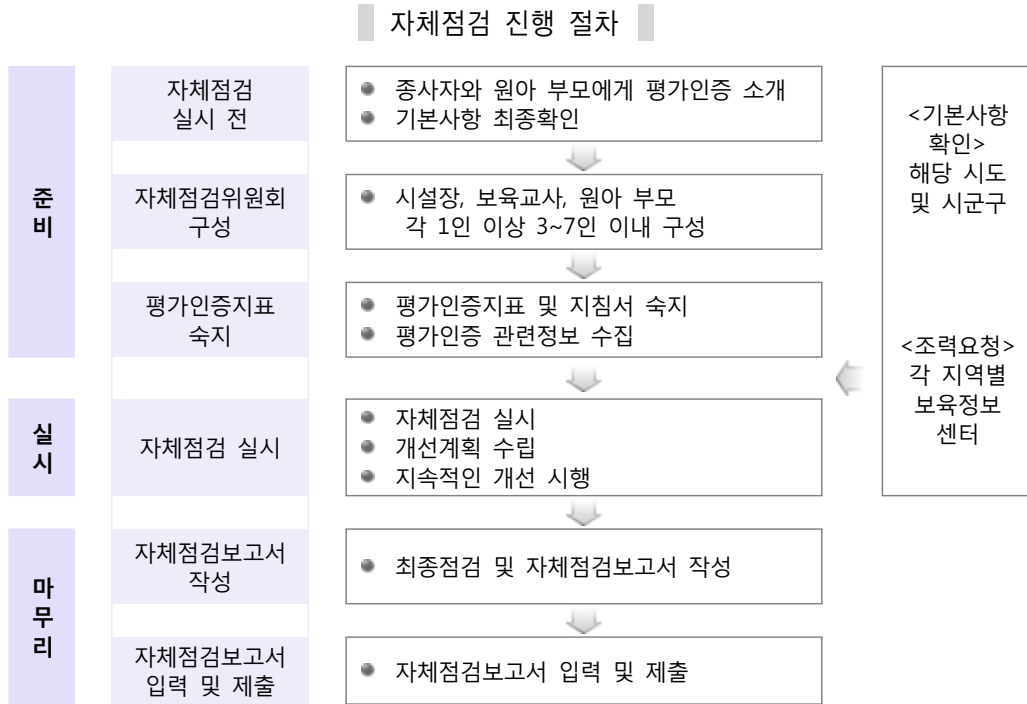 자체점검 진행 절차
준
비
자체점검
실시 전
● 종사자와 원아 부모에게 평가인증 소개
● 기본사항 최종확인
자체점검위원회
구성
● 시설장, 보육교사, 원아 부모
각 1인 이상 3~7인 이내 구성
평가인증지표
숙지
● 평가인증지표 및 지침서 숙지
● 평가인증 관련정보 수집
실
시
자체점검 실시
● 자체점검 실시
● 개선계획 수립
● 지속적인 개선 시행
마
무
리
자체점검보고서
작성
● 최종점검 및 자체점검보고서 작성
자체점검보고서
입력 및 제출
● 자체점검보고서 입력 및 제출
<기본사항
확인>
해당 시도
및 시군구
<조력요청>
각 지역별
보육정보
센터